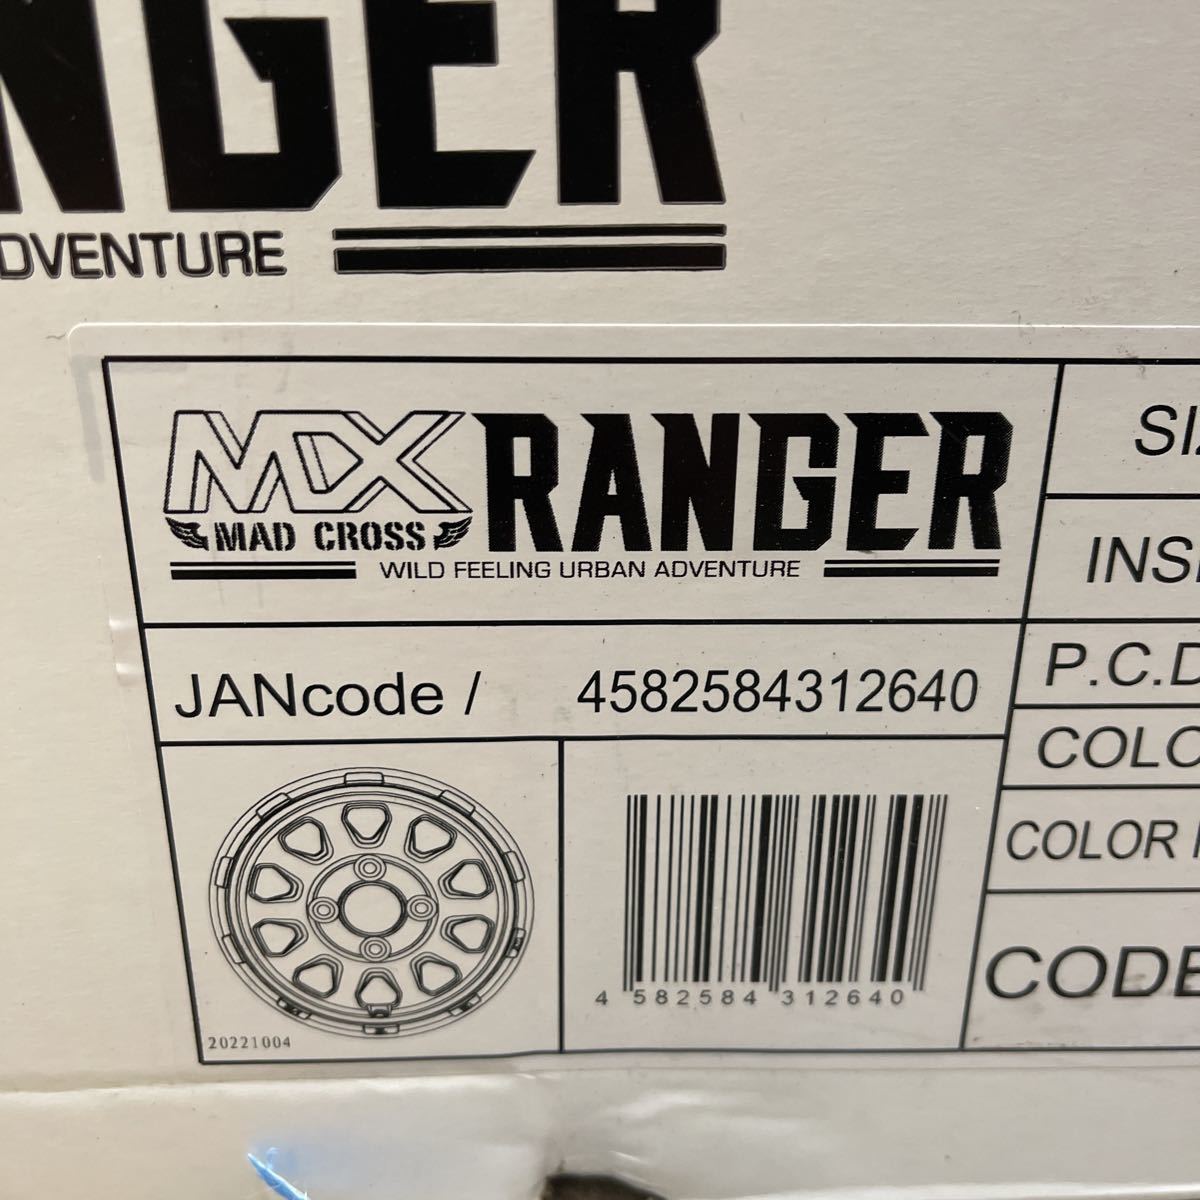 NGER
DVENTURE
MX RANGER
MAD CROSS
WILD FEELING URBAN ADVENTURE
JANcode / 4582584312640
20221004
4 582584 312640
SIZ
INS
P.C.D
COLO
COLOR
CODE